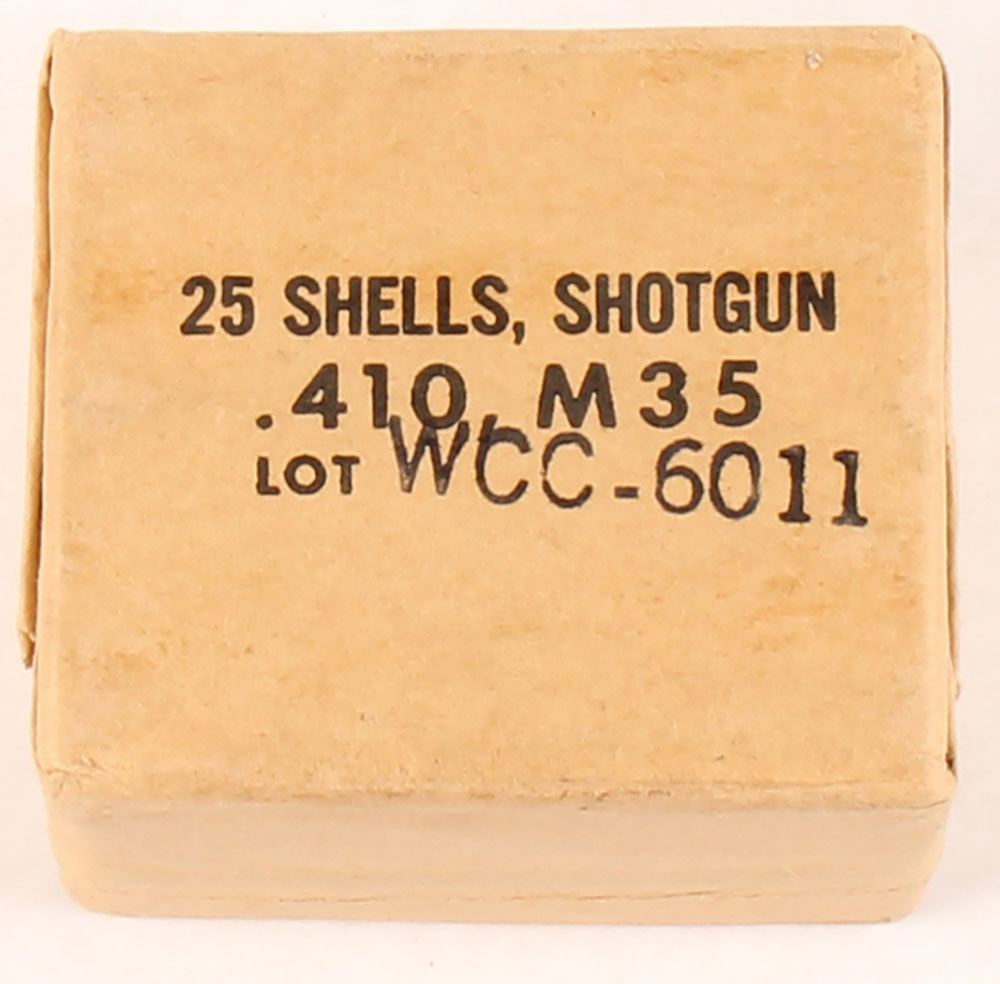 25 SHELLS, SHOTGUN
.410, M35
LOT WCC-6011